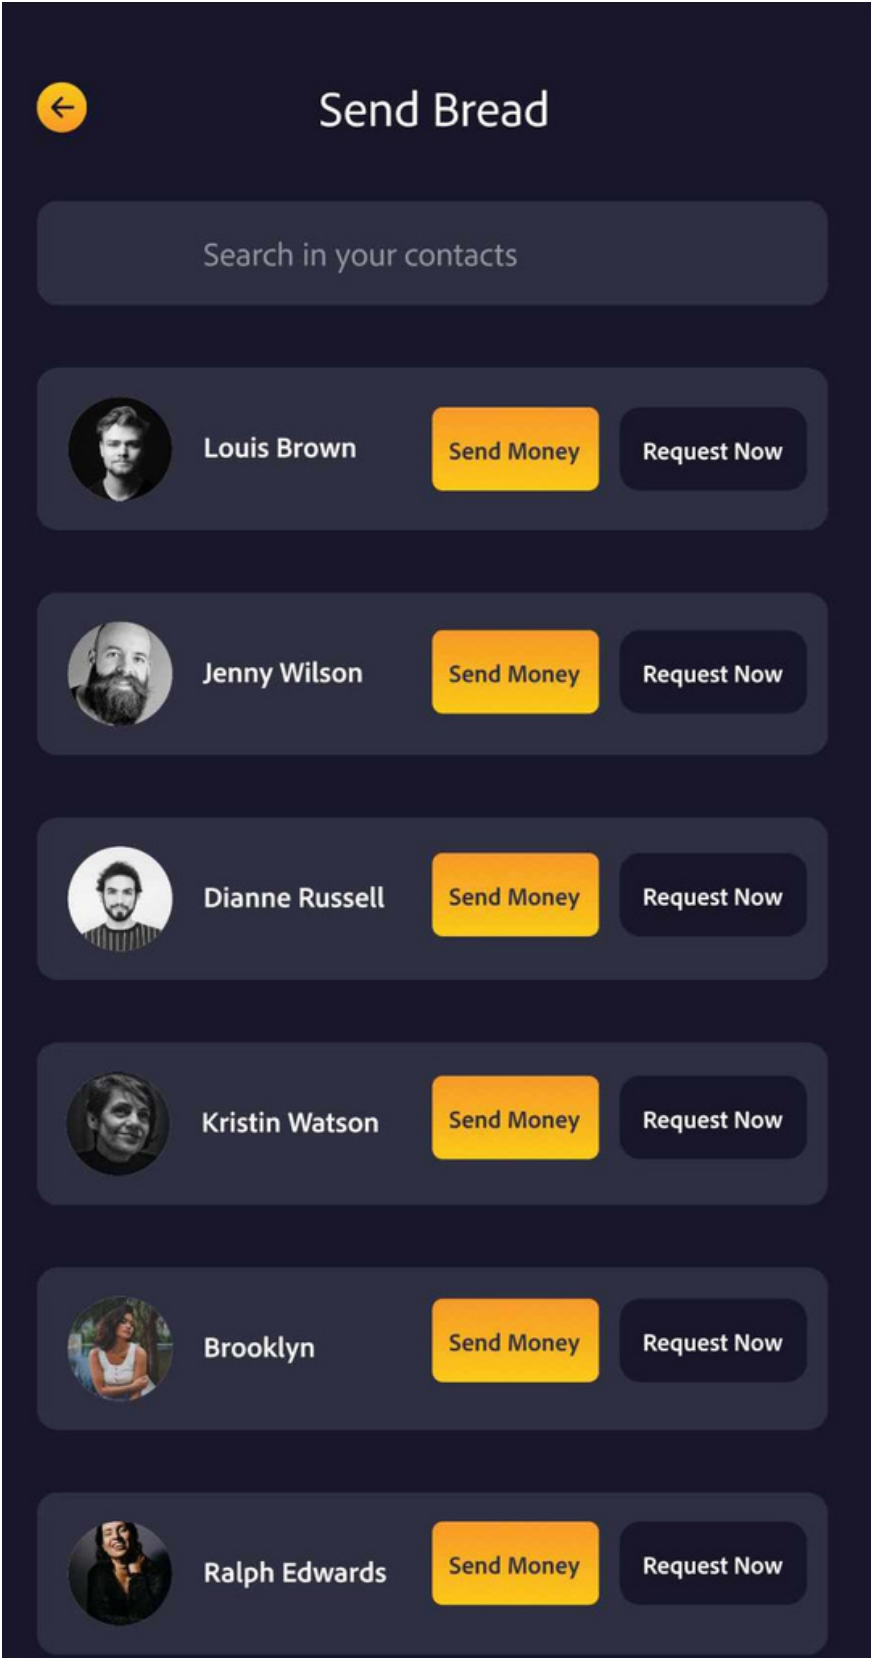 Send Bread
Search in your contacts
Louis Brown Send Money Request Now
Jenny Wilson Send Money Request Now
Dianne Russell Send Money Request Now
Kristin Watson Send Money Request Now
Brooklyn Send Money Request Now
Ralph Edwards Send Money Request Now